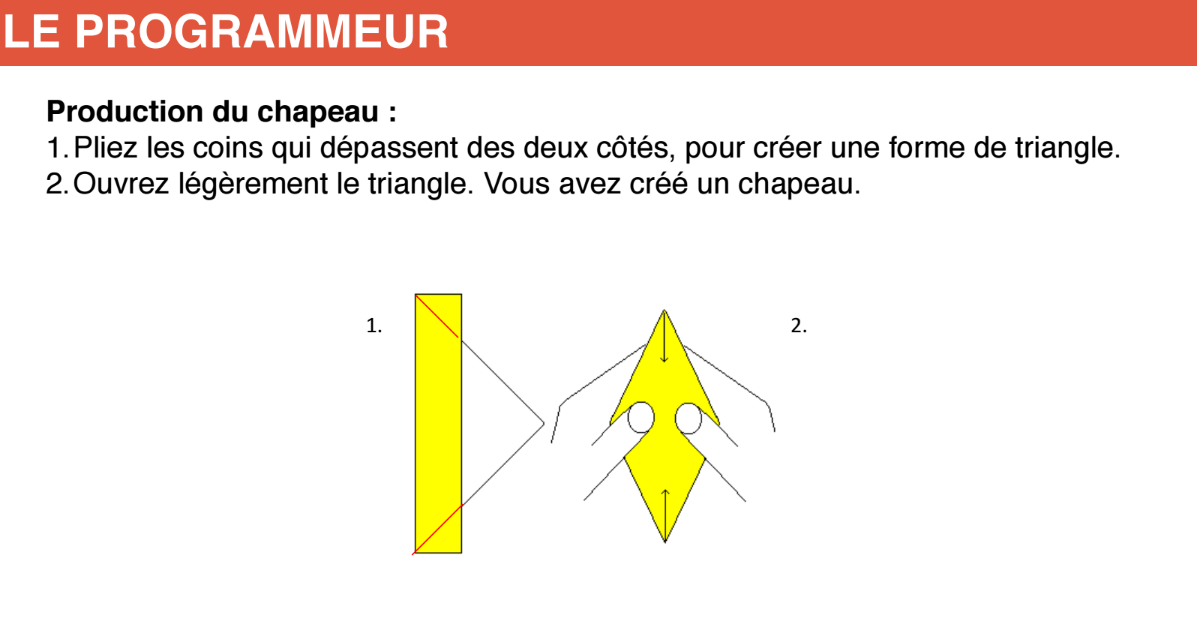 LE PROGRAMMEUR
Production du chapeau :
1. Pliez les coins qui dépassent des deux côtés, pour créer une forme de triangle.
2. Ouvrez légèrement le triangle. Vous avez créé un chapeau.
1.
2.